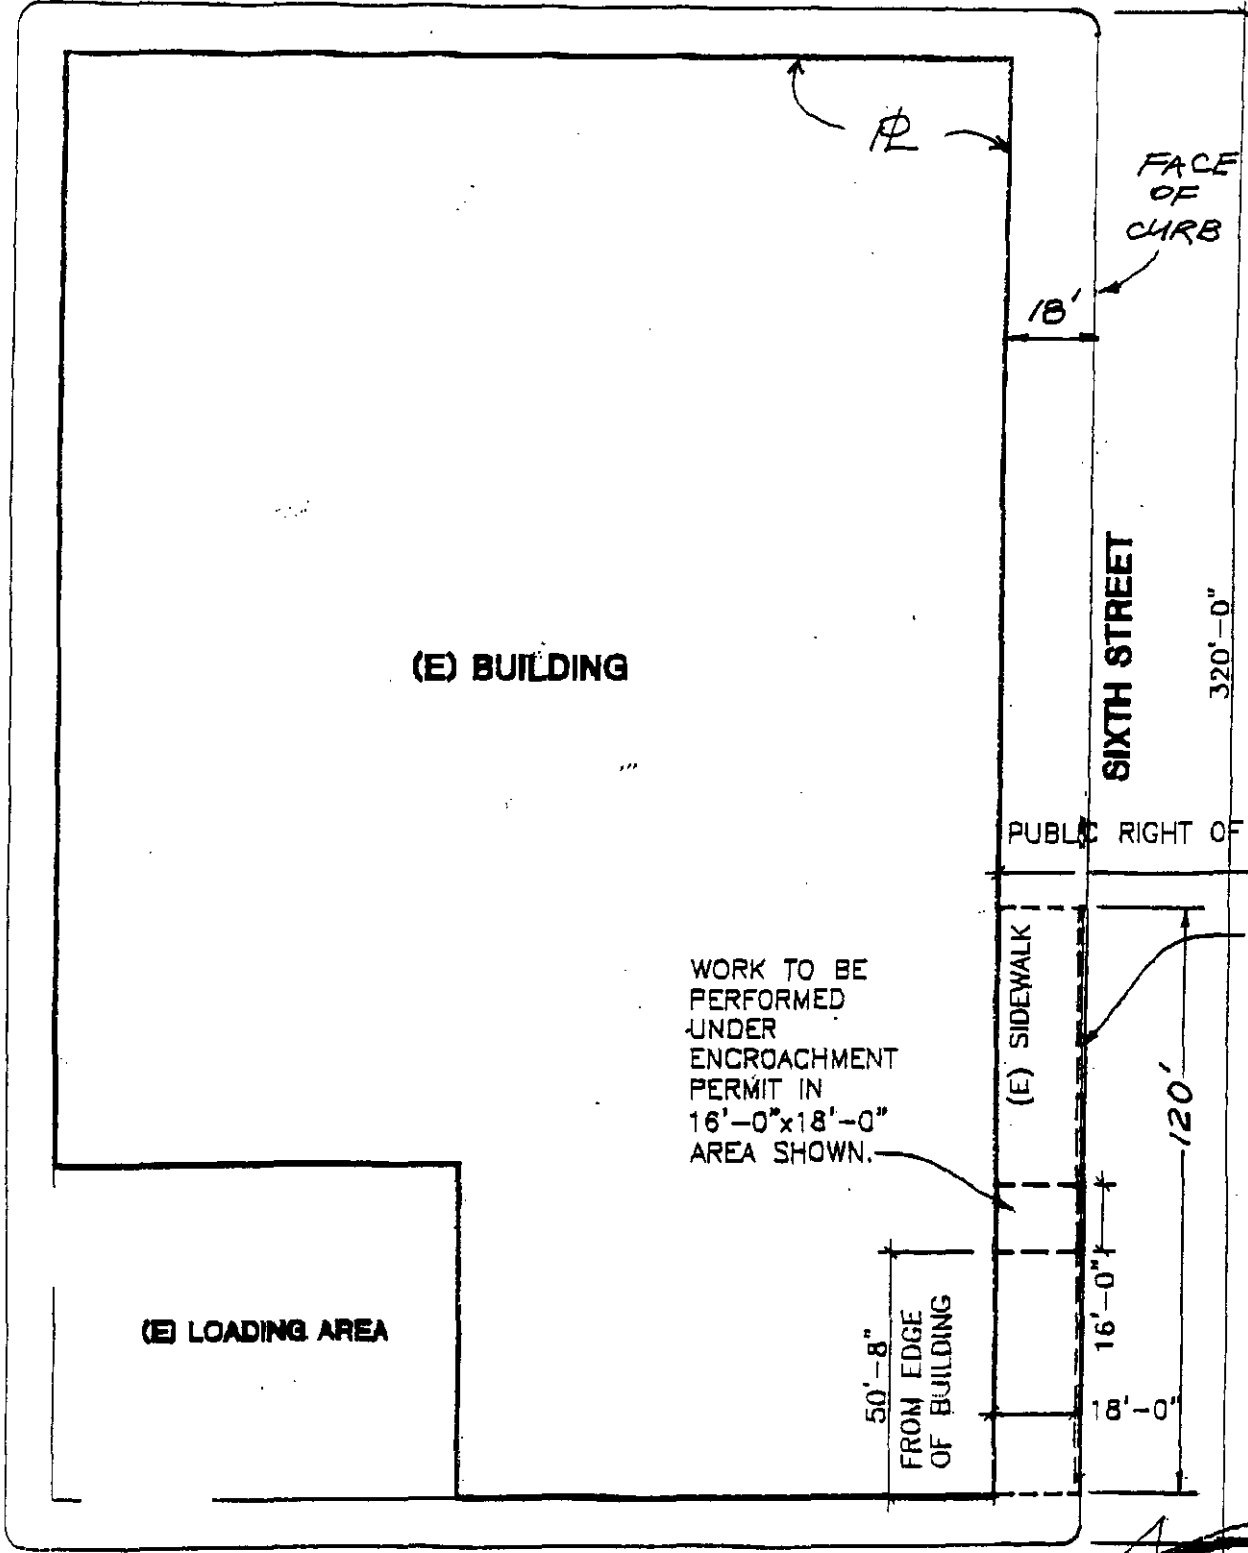 PL
FACE
OF
CURB
18'
(E) BUILDING
SIXTH STREET
320'-0"
PUBLIC RIGHT OF
(E) SIDEWALK
WORK TO BE
PERFORMED
UNDER
ENCROACHMENT
PERMIT IN
16'-0"x18'-0"
AREA SHOWN.
120'
16'-0"
(E) LOADING AREA
50'-8"
FROM EDGE
OF BUILDING
18'-0"